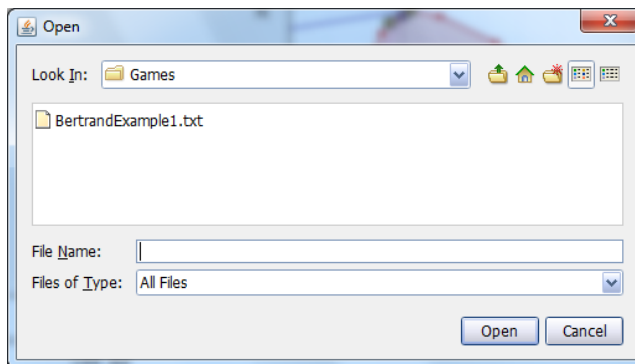 Open
Look In: Games
BertrandExample1.txt
File Name:
Files of Type: All Files
Open Cancel